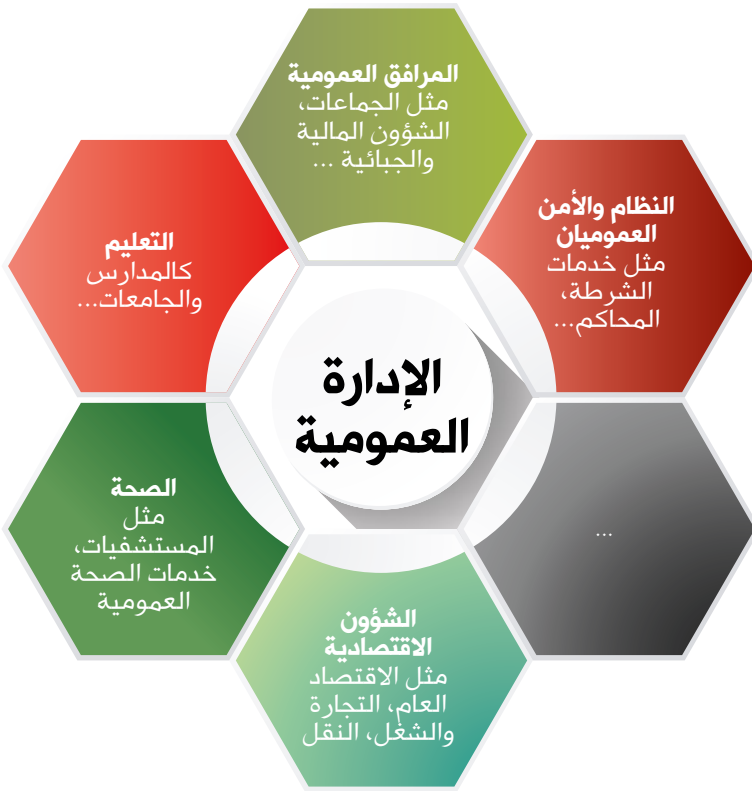 المرافق العمومية
مثل الجماعات،
الشؤون المالية
والجبائية ...
النظام والأمن
العموميان
مثل خدمات
الشرطة،
المحاكم...
التعليم
كالمدارس
والجامعات...
الإدارة
العمومية
...
الصحة
مثل
المستشفيات،
خدمات الصحة
العمومية
الشؤون
الاقتصادية
مثل الاقتصاد
العام، التجارة
والشغل، النقل